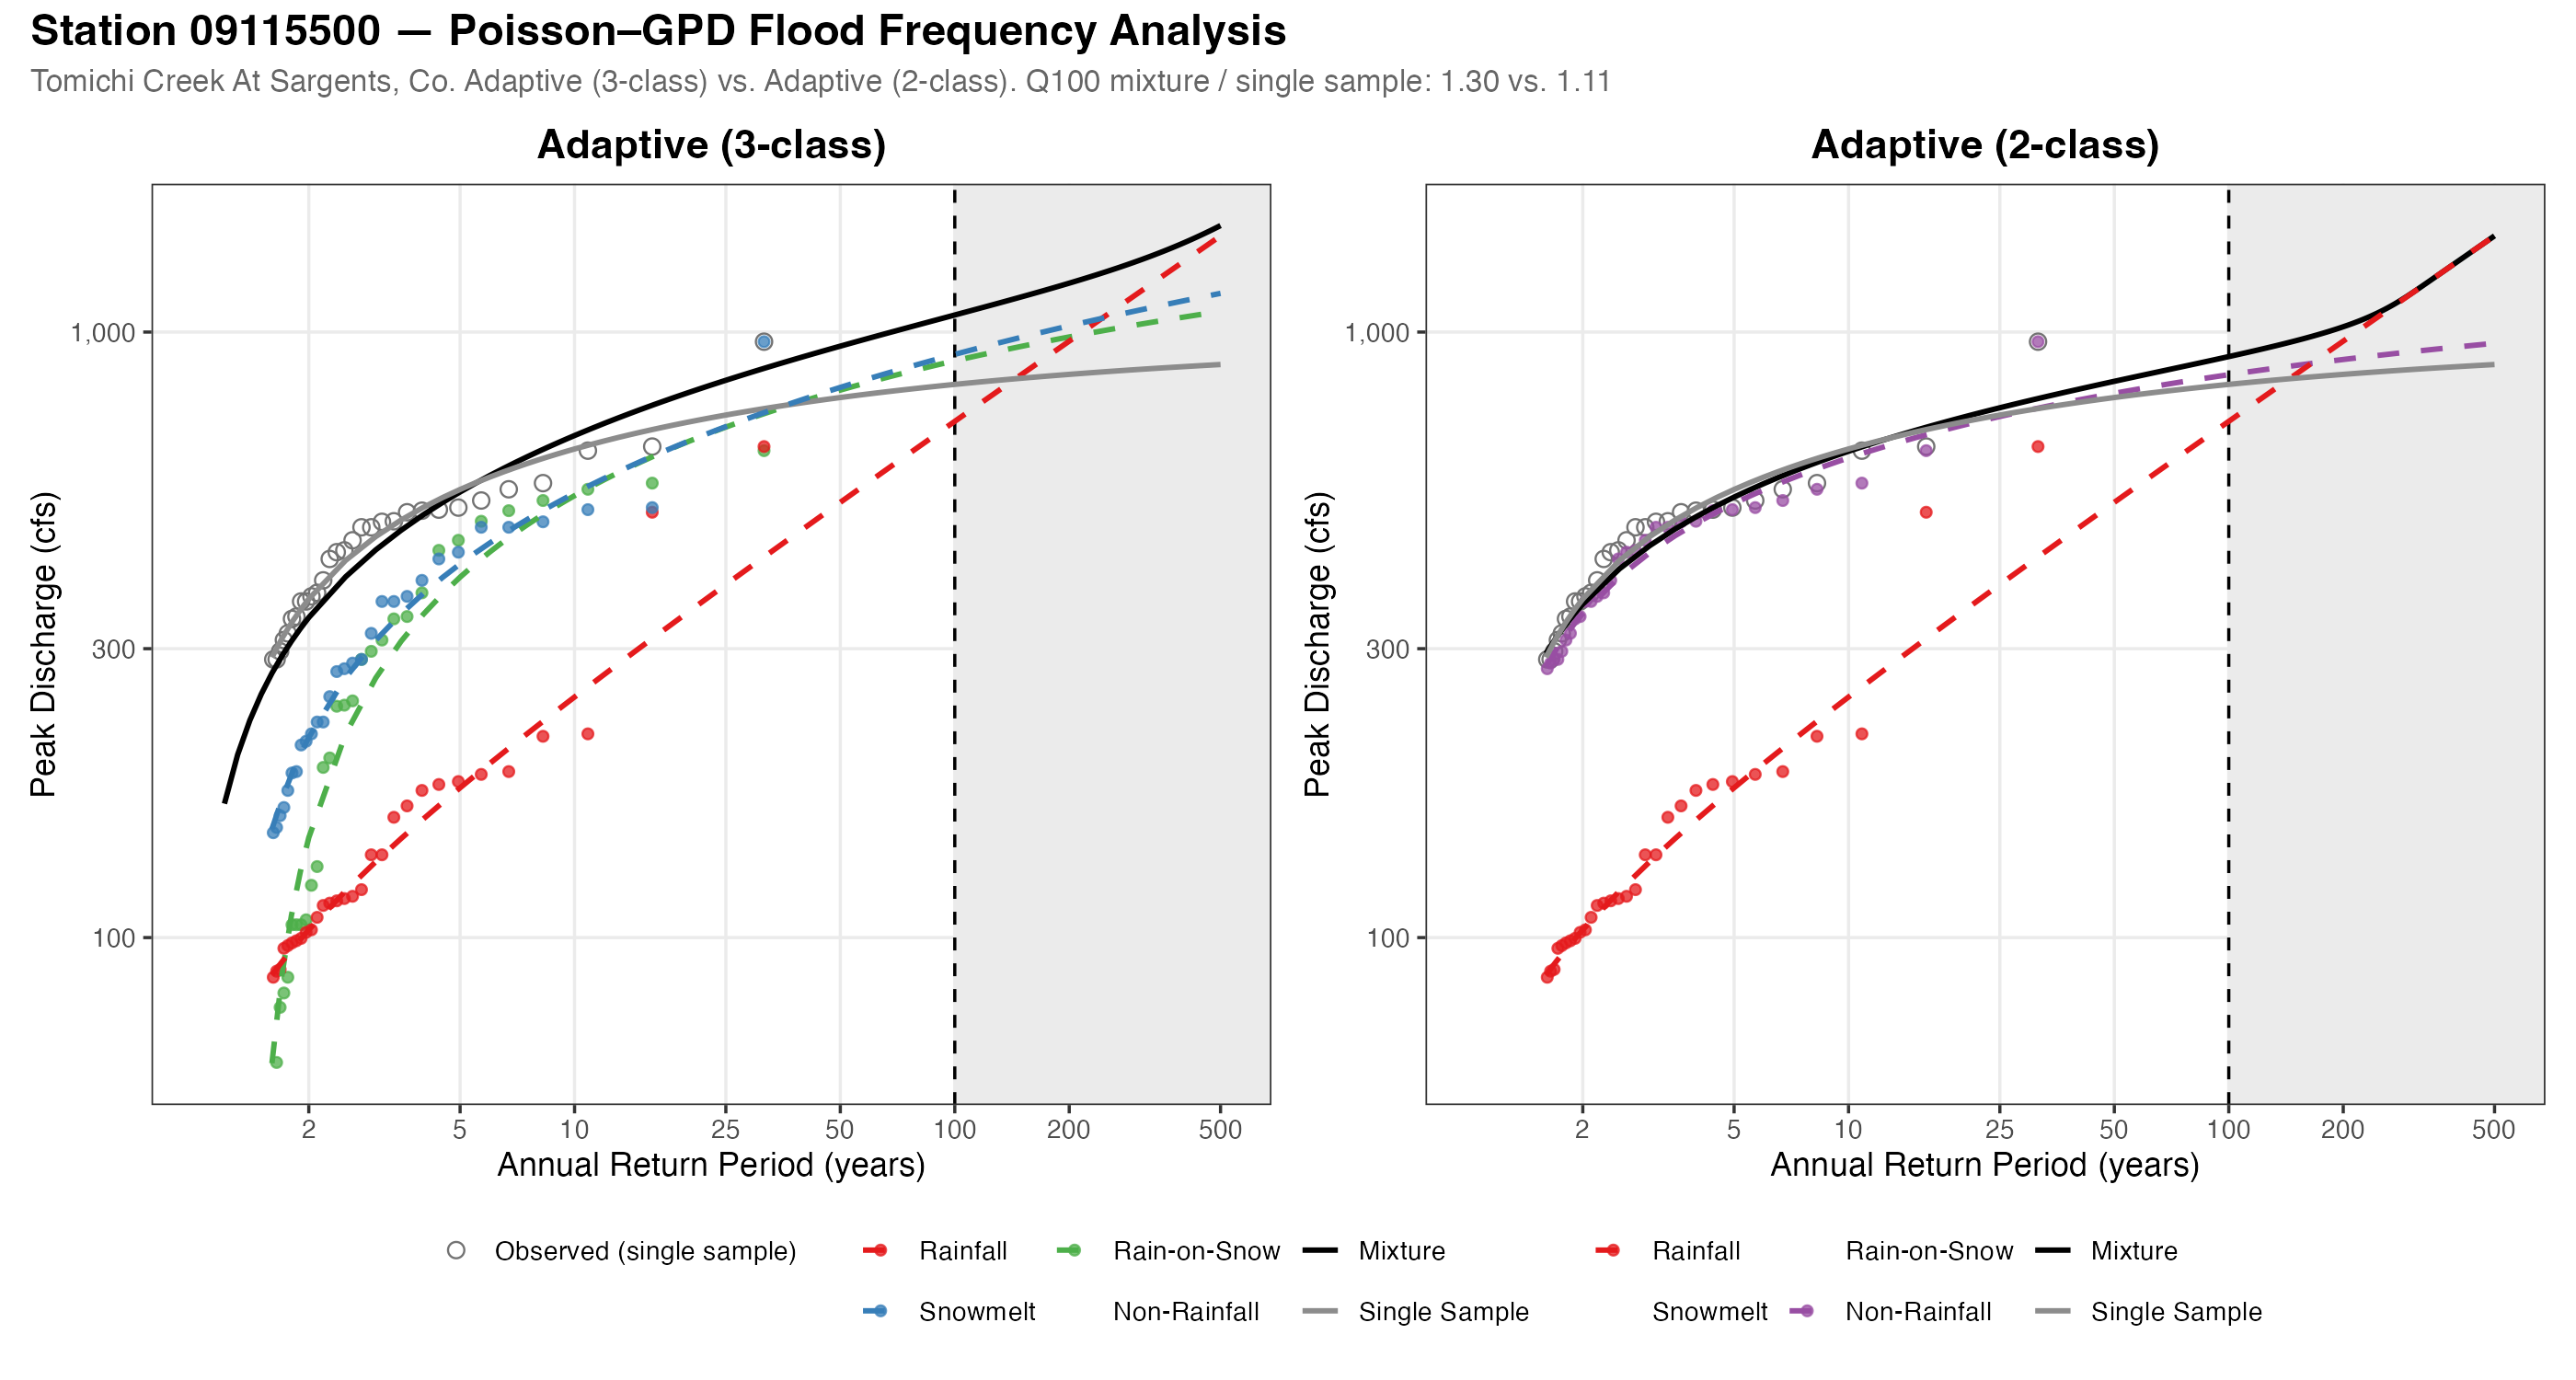 Station 09115500 — Poisson–GPD Flood Frequency Analysis
Tomichi Creek At Sargents, Co. Adaptive (3-class) vs. Adaptive (2-class). Q100 mixture / single sample: 1.30 vs. 1.11
Adaptive (3-class)
Peak Discharge (cfs)
1,000
300
100
2 5 10 25 50 100 200 500
Annual Return Period (years)
Adaptive (2-class)
Peak Discharge (cfs)
1,000
300
100
2 5 10 25 50 100 200 500
Annual Return Period (years)
Observed (single sample) Rainfall Rain-on-Snow Mixture Rainfall Rain-on-Snow Mixture
Snowmelt Non-Rainfall Single Sample Snowmelt Non-Rainfall Single Sample